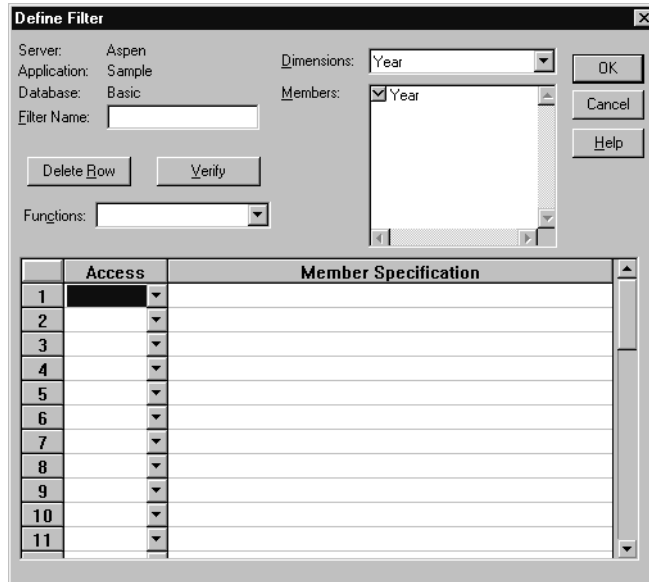 Define Filter
Server: Aspen
Application: Sample
Database: Basic
Filter Name:
Dimensions: Year
Members: Year
OK
Cancel
Help
Delete Row
Verify
Functions:
Access Member Specification
1
2
3
4
5
6
7
8
9
10
11